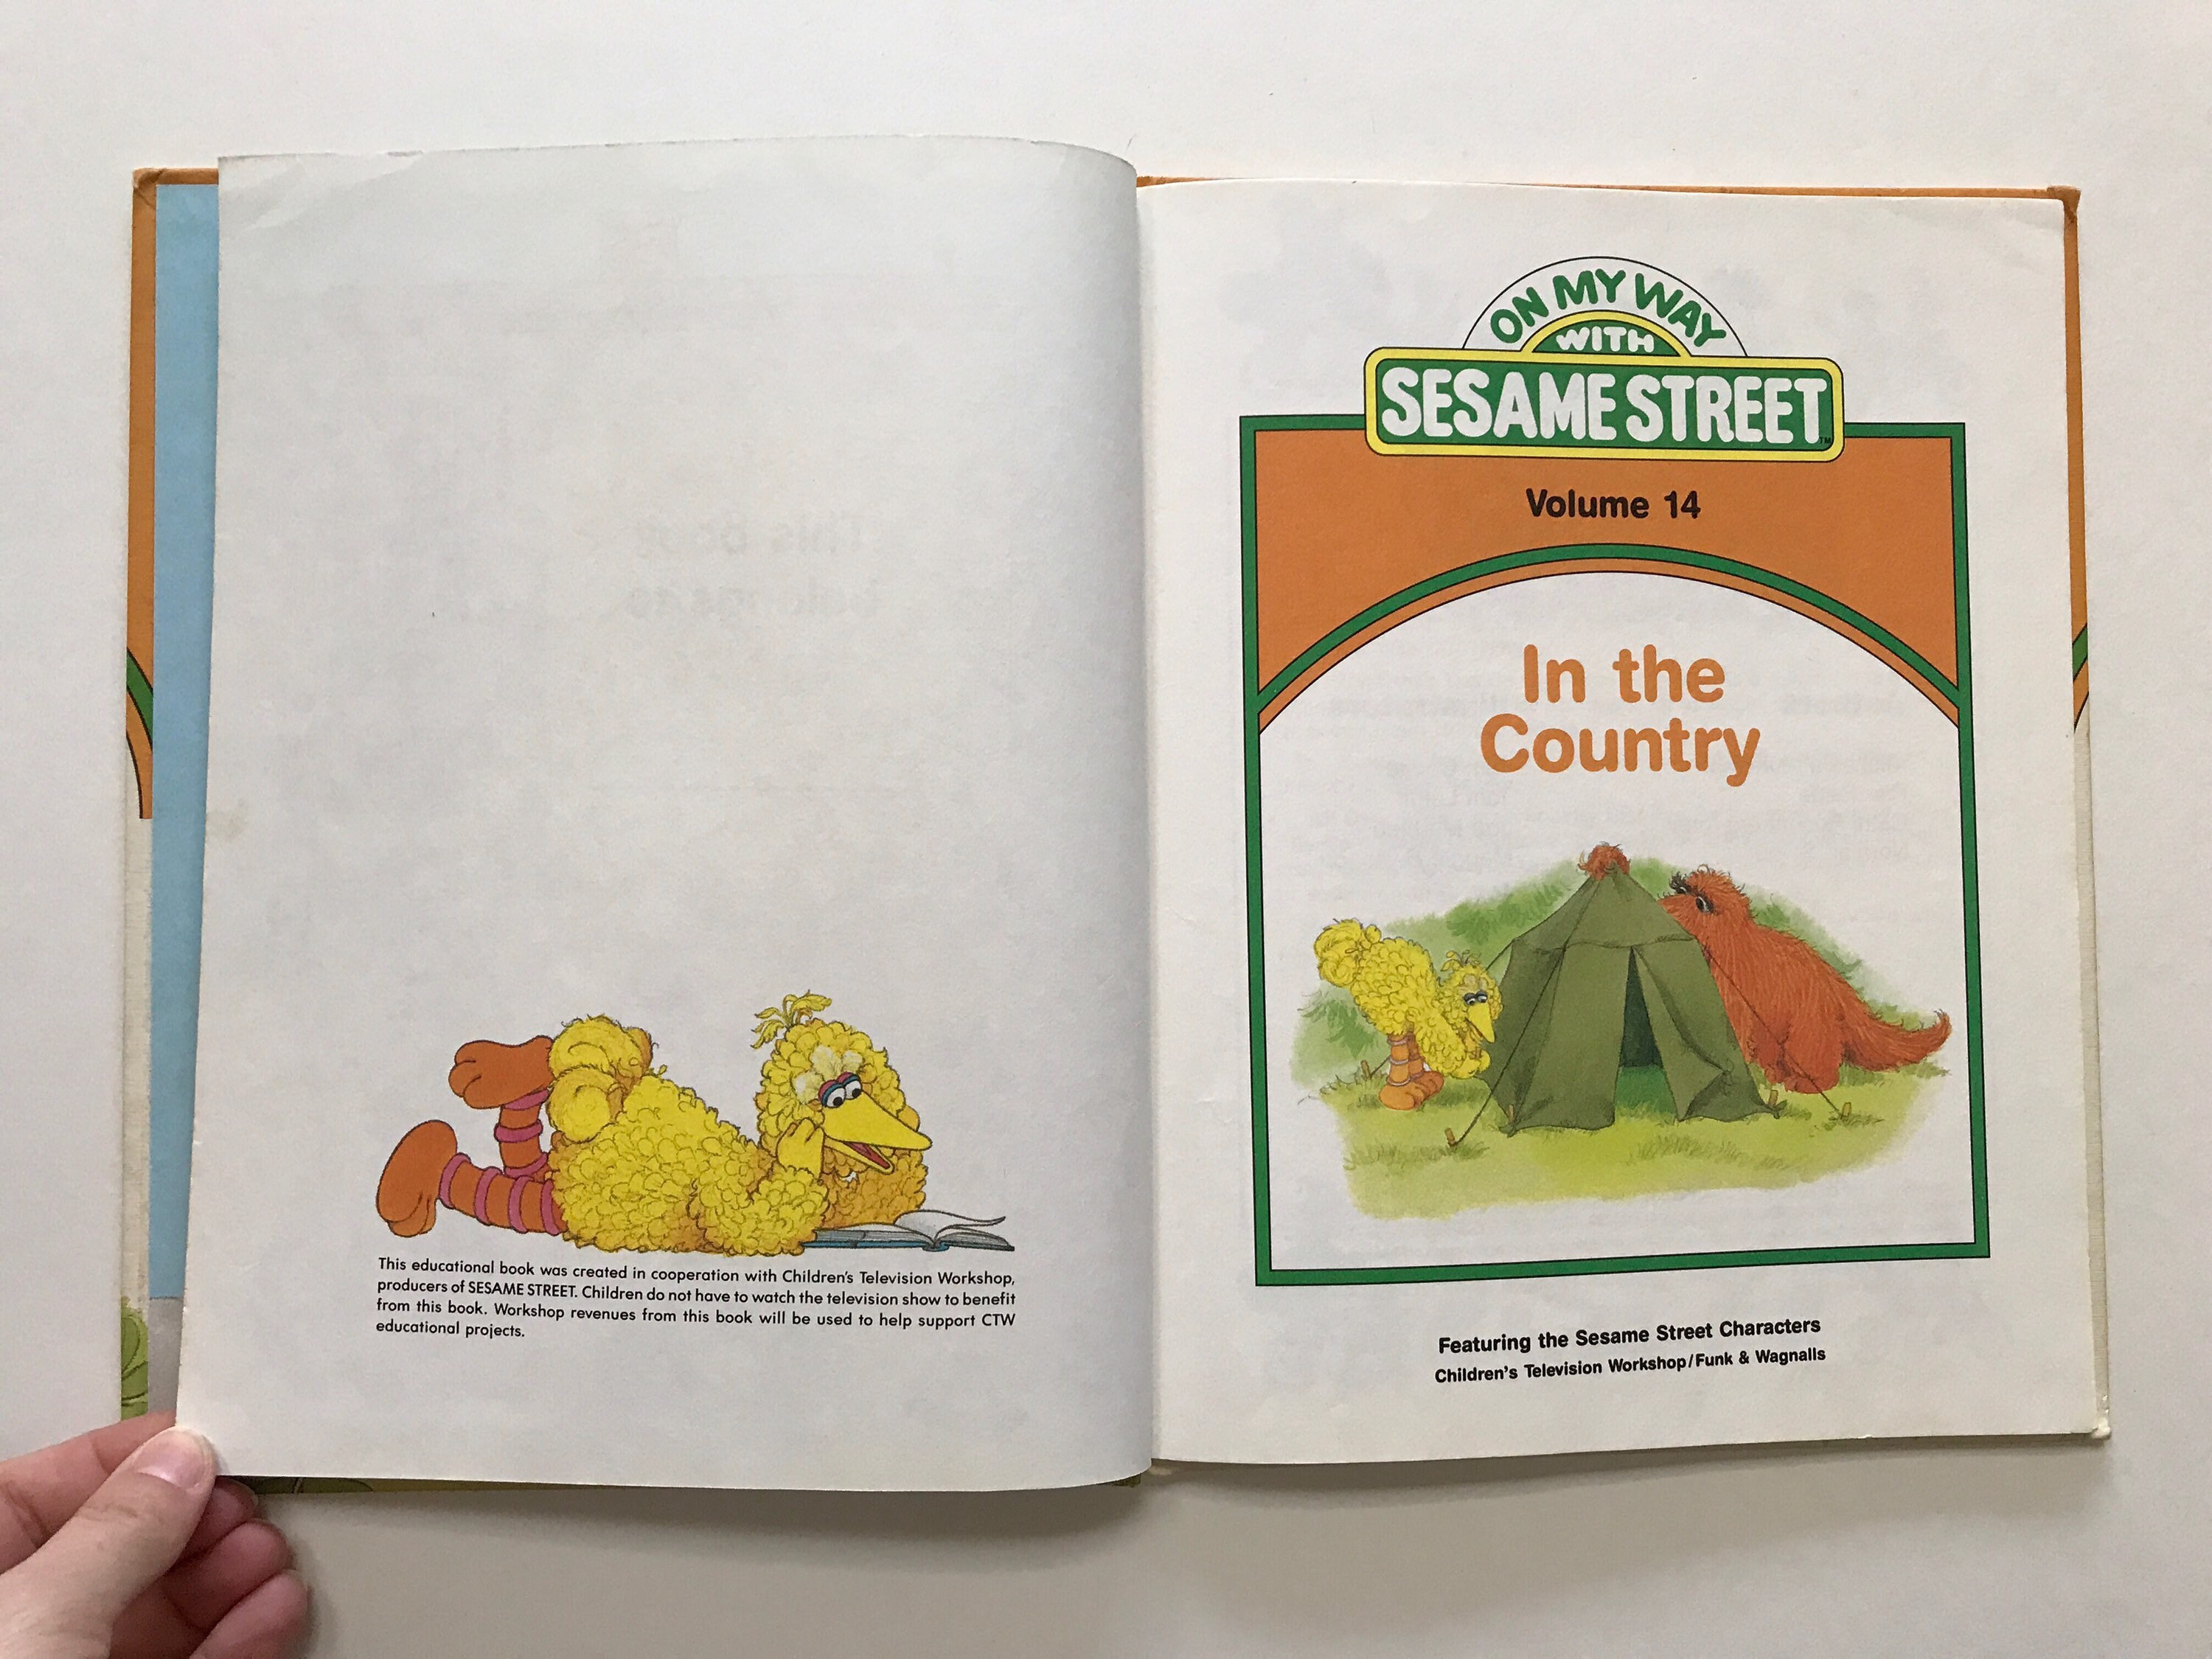 This educational book was created in cooperation with Children's Television Workshop,
producers of SESAME STREET. Children do not have to watch the television show to benefit
from this book. Workshop revenues from this book will be used to help support CTW
educational projects.
ON MY WAY
WITH
SESAME STREET™
Volume 14
In the
Country
Featuring the Sesame Street Characters
Children's Television Workshop/Funk & Wagnalls